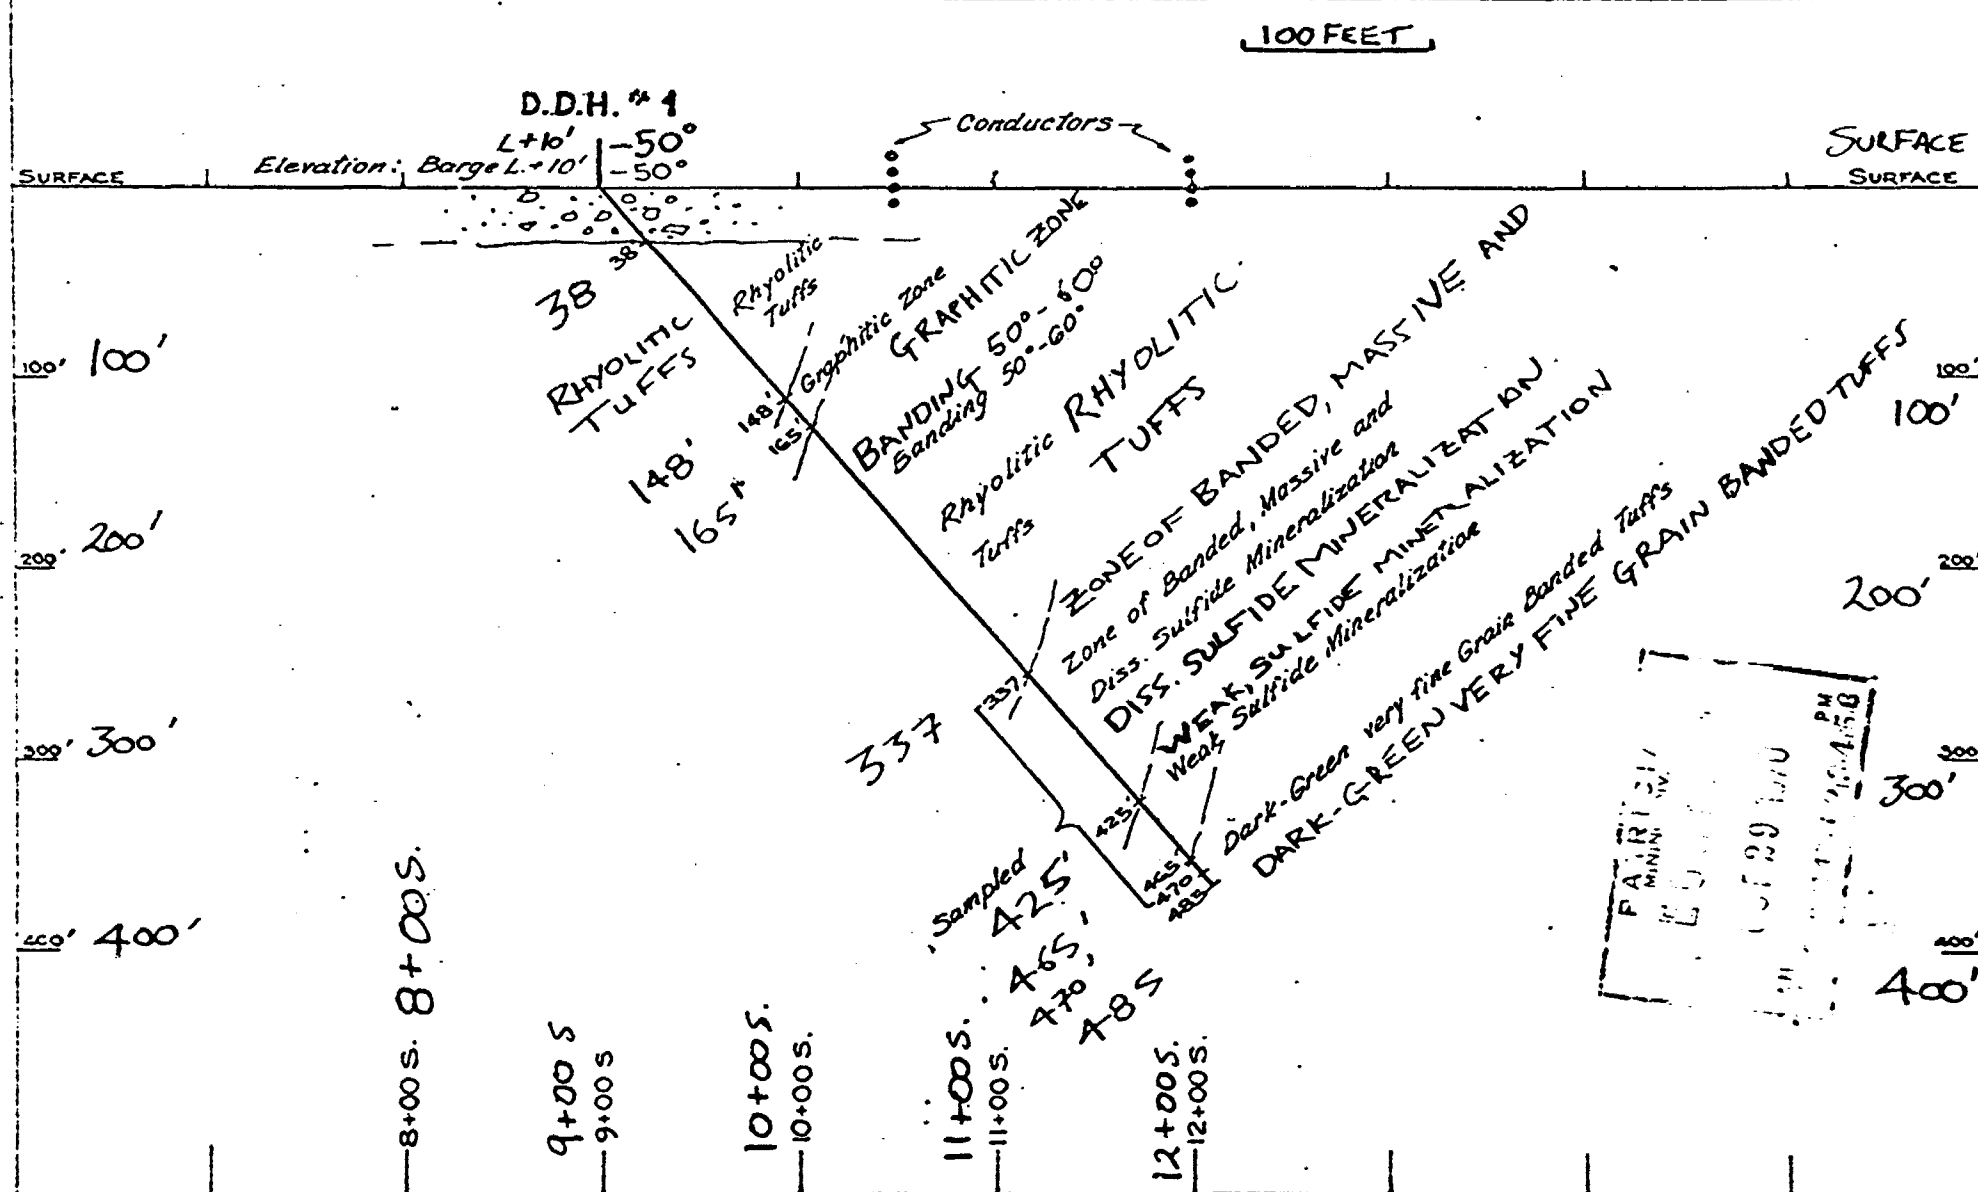 100 FEET
D.D.H. # 1
L+10' -50°
Elevation: Barge L.+10' -50°
Conductors
SURFACE
SURFACE
SURFACE
38
38
Rhyolitic
Tuffs
RHYOLITIC
TUFFS
Graphitic Zone
GRAPHITIC ZONE
148'
165'
148'
165'
BANDING 50°-60°
Banding 50°-60°
Rhyolitic
Tuffs
RHYOLITIC
TUFFS
ZONE OF BANDED, MASSIVE AND
Zone of Banded, Massive and
Diss. Sulfide Mineralization
DISS. SULFIDE MINERALIZATION
WEAK SULFIDE MINERALIZATION
Weak Sulfide Mineralization
Dark-Green very fine Grain Banded Tuffs
DARK-GREEN VERY FINE GRAIN BANDED TUFFS
337
337
425'
465'
470
485
Sampled
425'
465'
470'
485
100' 100'
200' 200'
300' 300'
400' 400'
100'
100'
200'
200'
300'
300'
400'
400'
8+00S. 8+00S.
9+00S
9+00S
10+00S.
10+00S.
11+00S.
11+00S.
12+00S.
12+00S.
PM